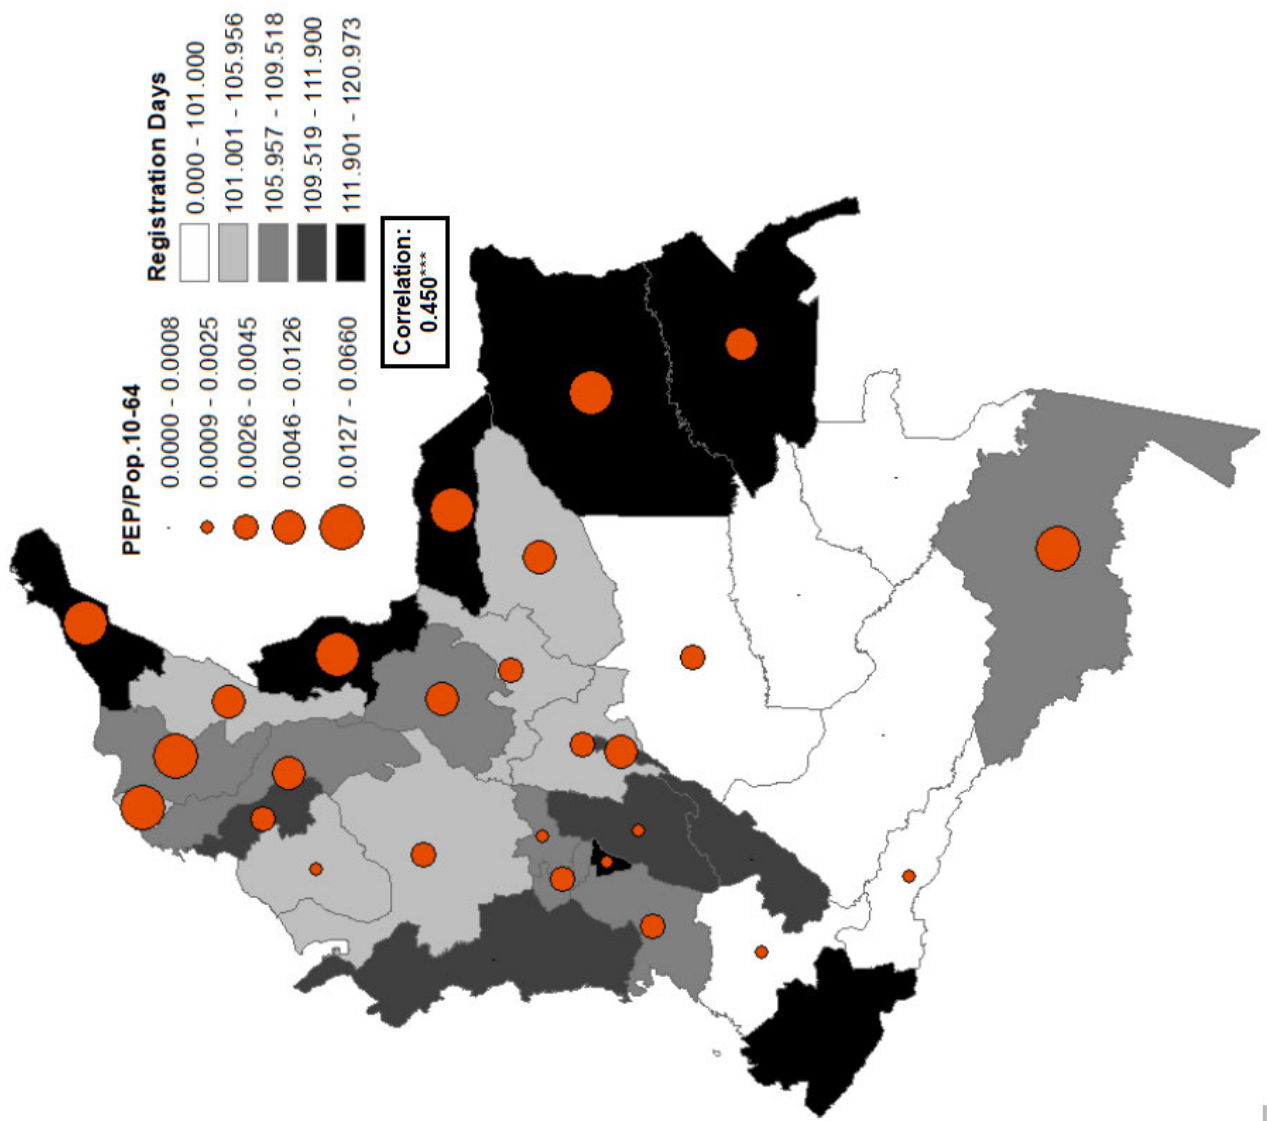 PEP/Pop.10-64
0.0000 - 0.0008
0.0009 - 0.0025
0.0026 - 0.0045
0.0046 - 0.0126
0.0127 - 0.0660
Registration Days
0.000 - 101.000
101.001 - 105.956
105.957 - 109.518
109.519 - 111.900
111.901 - 120.973
Correlation:
0.450***